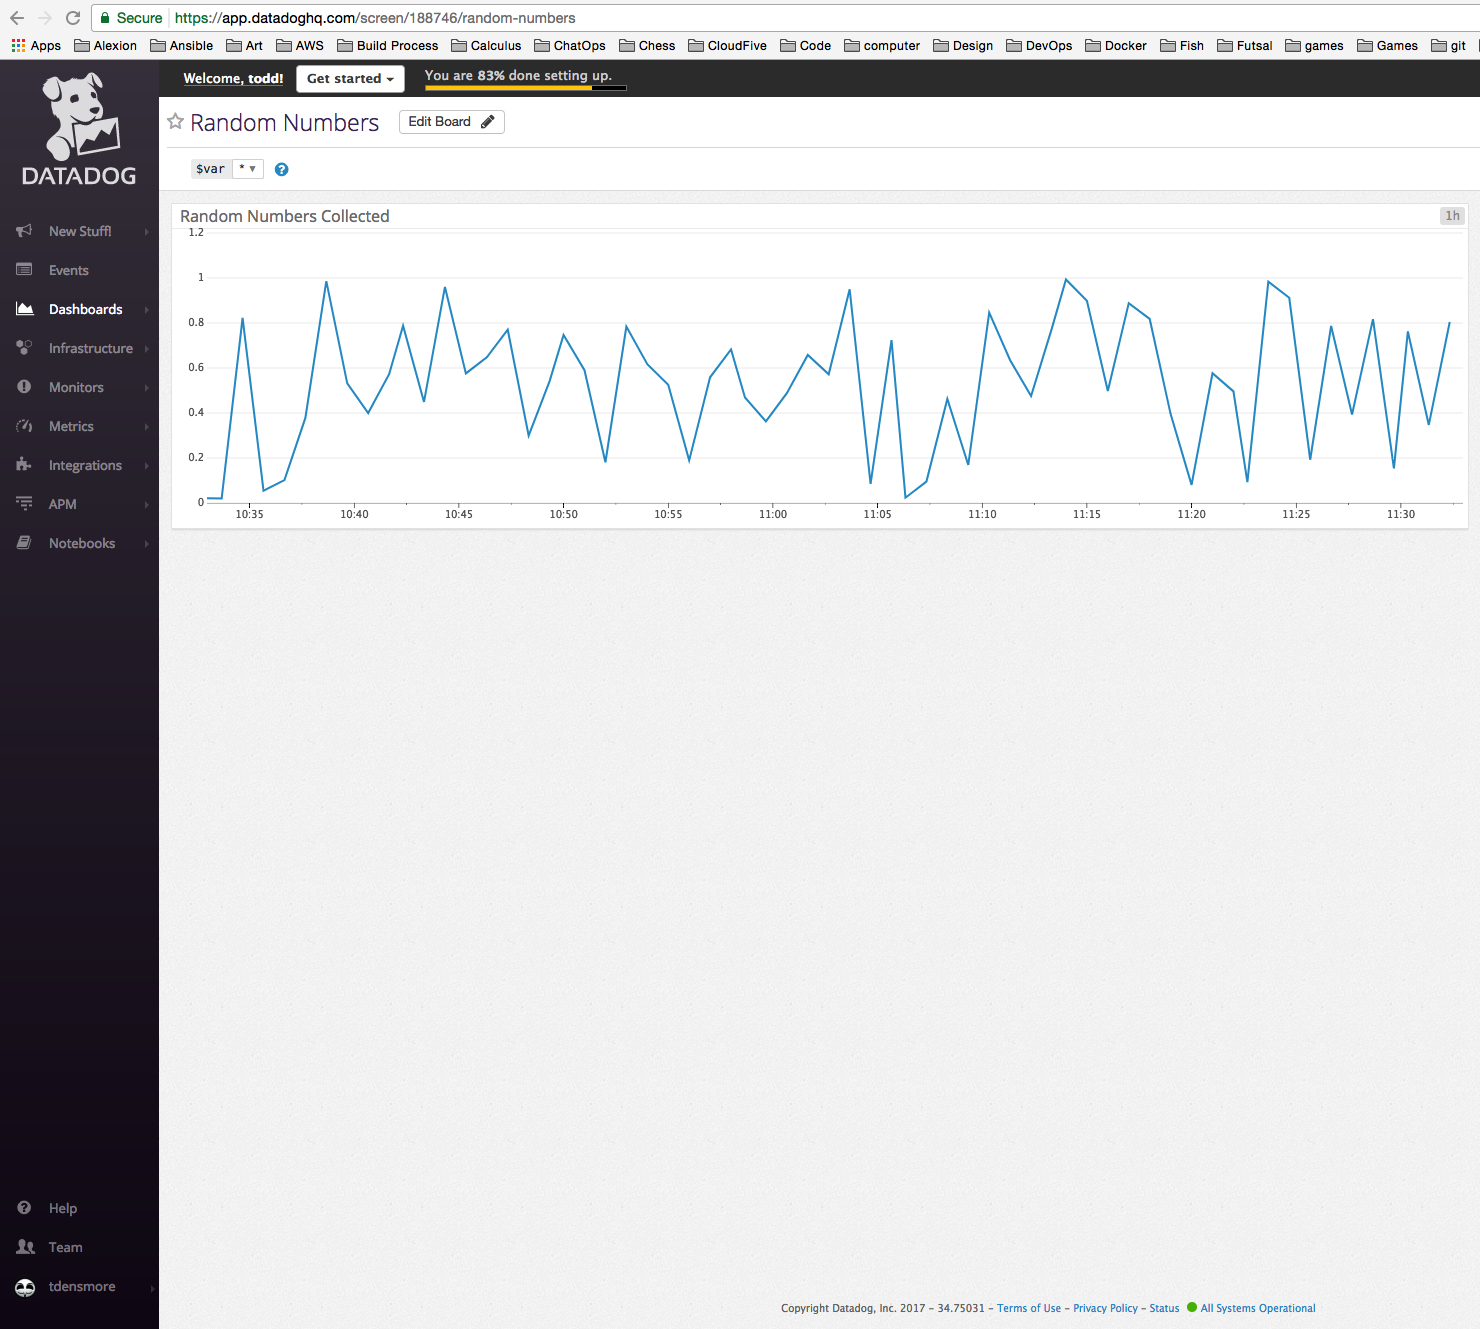 Secure https://app.datadoghq.com/screen/188746/random-numbers
Apps Alexion Ansible Art AWS Build Process Calculus ChatOps Chess CloudFive Code computer Design DevOps Docker Fish Futsal games Games git
Welcome, todd! Get started You are 83% done setting up.
DATADOG
Random Numbers Edit Board
$var *
New Stuff!
Events
Dashboards
Infrastructure
Monitors
Metrics
Integrations
APM
Notebooks
Random Numbers Collected 1h
1.2
1
0.8
0.6
0.4
0.2
0
10:35 10:40 10:45 10:50 10:55 11:00 11:05 11:10 11:15 11:20 11:25 11:30
Help
Team
tdensmore
Copyright Datadog, Inc. 2017 - 34.75031 - Terms of Use - Privacy Policy - Status All Systems Operational